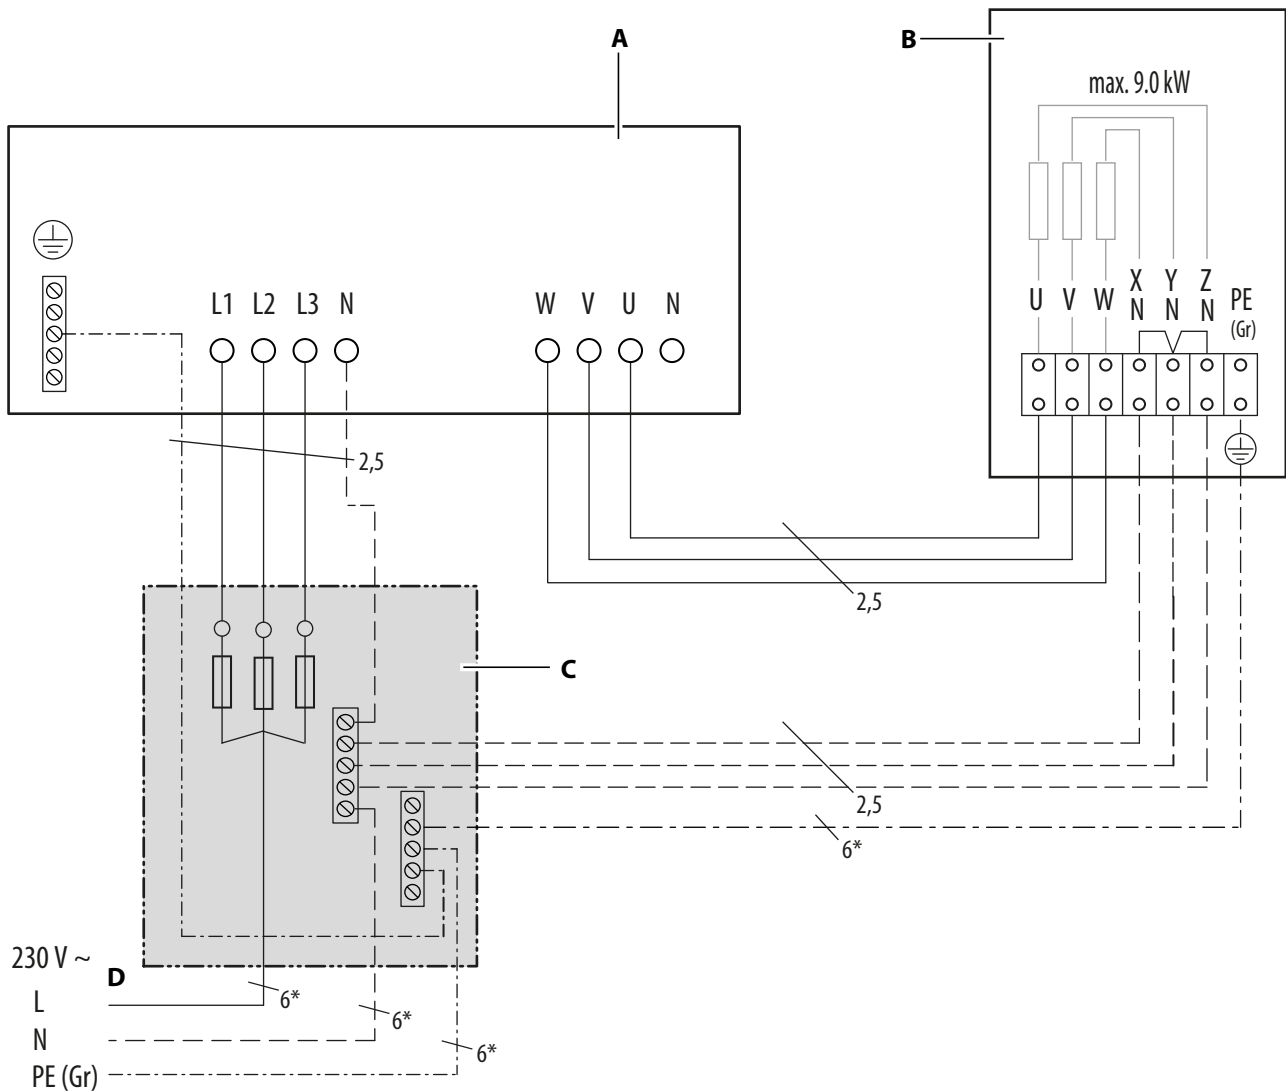 A
B
max. 9.0 kW
L1 L2 L3 N
W V U N
U V W X N Y N Z N PE (Gr)
2,5
2,5
C
2,5
6*
230 V ~
D
L
6*
N
6*
PE (Gr)
6*